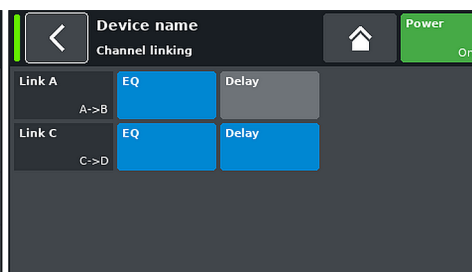 Device name
Channel linking
Power
On
Link A
A->B
EQ
Delay
Link C
C->D
EQ
Delay